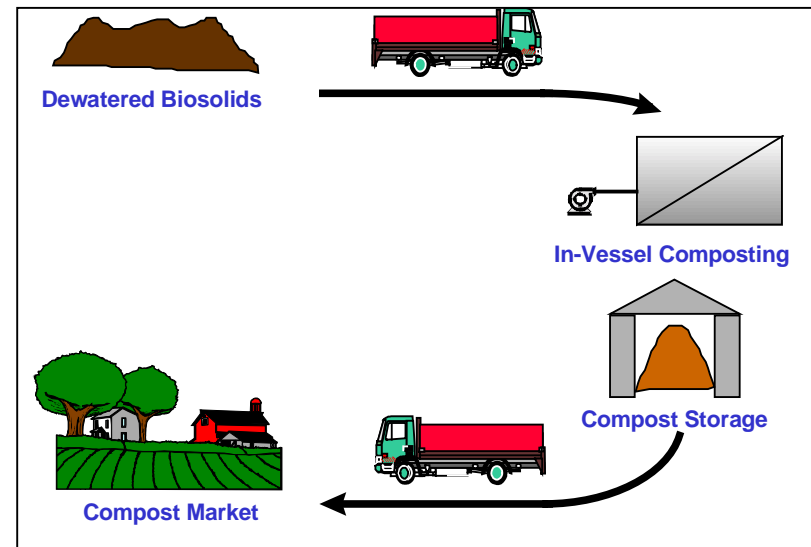 Dewatered Biosolids
In-Vessel Composting
Compost Storage
Compost Market